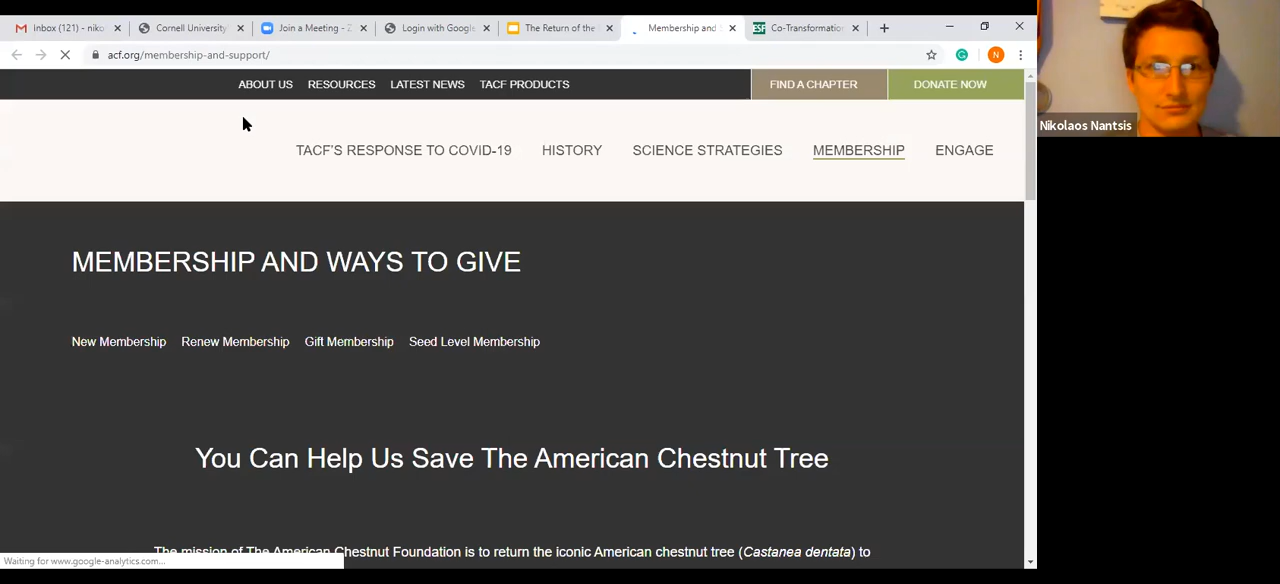 Inbox (121) - niko
Cornell University
Join a Meeting - Z
Login with Google
The Return of the
Membership and S
Co-Transformatio
acf.org/membership-and-support/
N
ABOUT US RESOURCES LATEST NEWS TACF PRODUCTS FIND A CHAPTER DONATE NOW
TACF'S RESPONSE TO COVID-19 HISTORY SCIENCE STRATEGIES MEMBERSHIP ENGAGE
MEMBERSHIP AND WAYS TO GIVE
New Membership Renew Membership Gift Membership Seed Level Membership
You Can Help Us Save The American Chestnut Tree
The mission of The American Chestnut Foundation is to return the iconic American chestnut tree (Castanea dentata) to
Waiting for www.google-analytics.com...
Nikolaos Nantsis